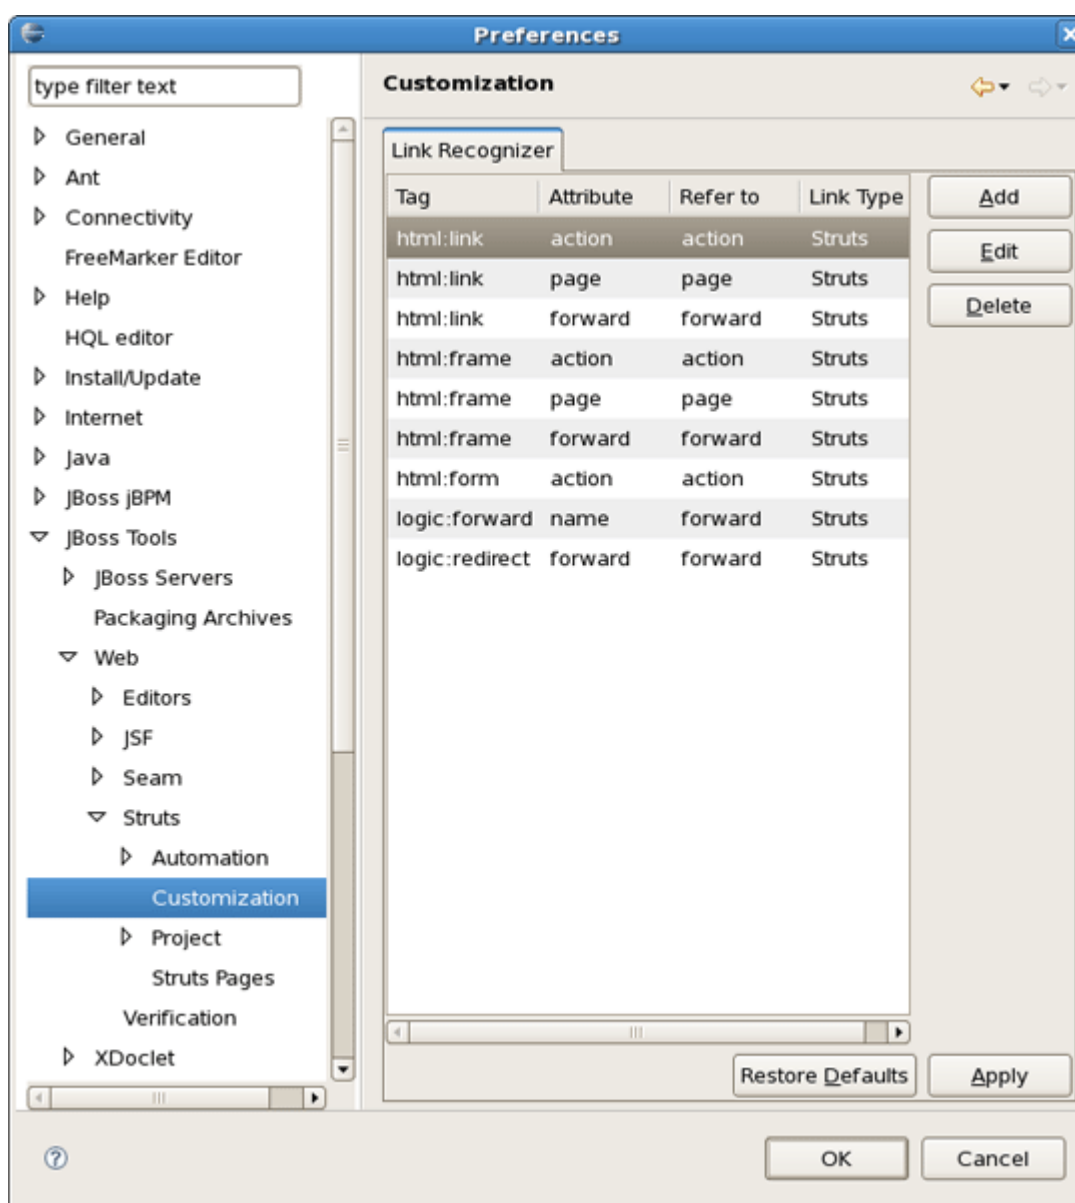 Preferences
type filter text
General
Ant
Connectivity
FreeMarker Editor
Help
HQL editor
Install/Update
Internet
Java
JBoss jBPM
JBoss Tools
JBoss Servers
Packaging Archives
Web
Editors
JSF
Seam
Struts
Automation
Customization
Project
Struts Pages
Verification
XDoclet
Customization
Link Recognizer
Tag Attribute Refer to Link Type
html:link action action Struts
html:link page page Struts
html:link forward forward Struts
html:frame action action Struts
html:frame page page Struts
html:frame forward forward Struts
html:form action action Struts
logic:forward name forward Struts
logic:redirect forward forward Struts
Add
Edit
Delete
Restore Defaults Apply
OK Cancel